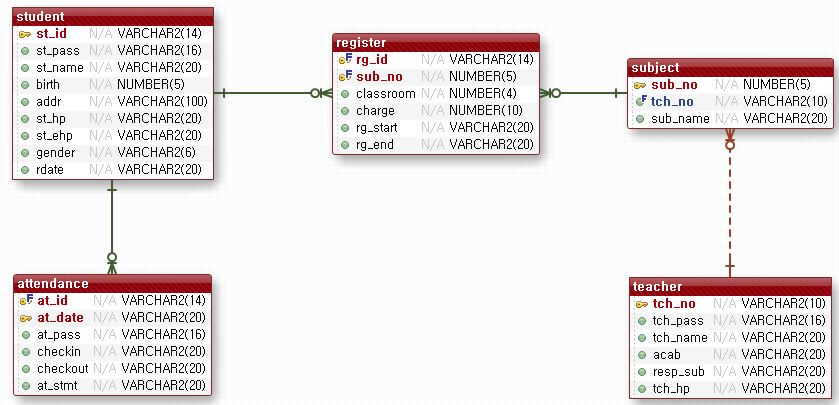 student
st_id N/A VARCHAR2(14)
st_pass N/A VARCHAR2(16)
st_name N/A VARCHAR2(20)
birth N/A NUMBER(5)
addr N/A VARCHAR2(100)
st_hp N/A VARCHAR2(20)
st_ehp N/A VARCHAR2(20)
gender N/A VARCHAR2(6)
rdate N/A VARCHAR2(20)
register
rg_id N/A VARCHAR2(14)
sub_no N/A NUMBER(5)
classroom N/A NUMBER(4)
charge N/A NUMBER(10)
rg_start N/A VARCHAR2(20)
rg_end N/A VARCHAR2(20)
subject
sub_no N/A NUMBER(5)
tch_no N/A VARCHAR2(10)
sub_name N/A VARCHAR2(20)
attendance
at_id N/A VARCHAR2(14)
at_date N/A VARCHAR2(20)
at_pass N/A VARCHAR2(16)
checkin N/A VARCHAR2(20)
checkout N/A VARCHAR2(20)
at_stmt N/A VARCHAR2(20)
teacher
tch_no N/A VARCHAR2(10)
tch_pass N/A VARCHAR2(16)
tch_name N/A VARCHAR2(20)
acab N/A VARCHAR2(20)
resp_sub N/A VARCHAR2(20)
tch_hp N/A VARCHAR2(20)